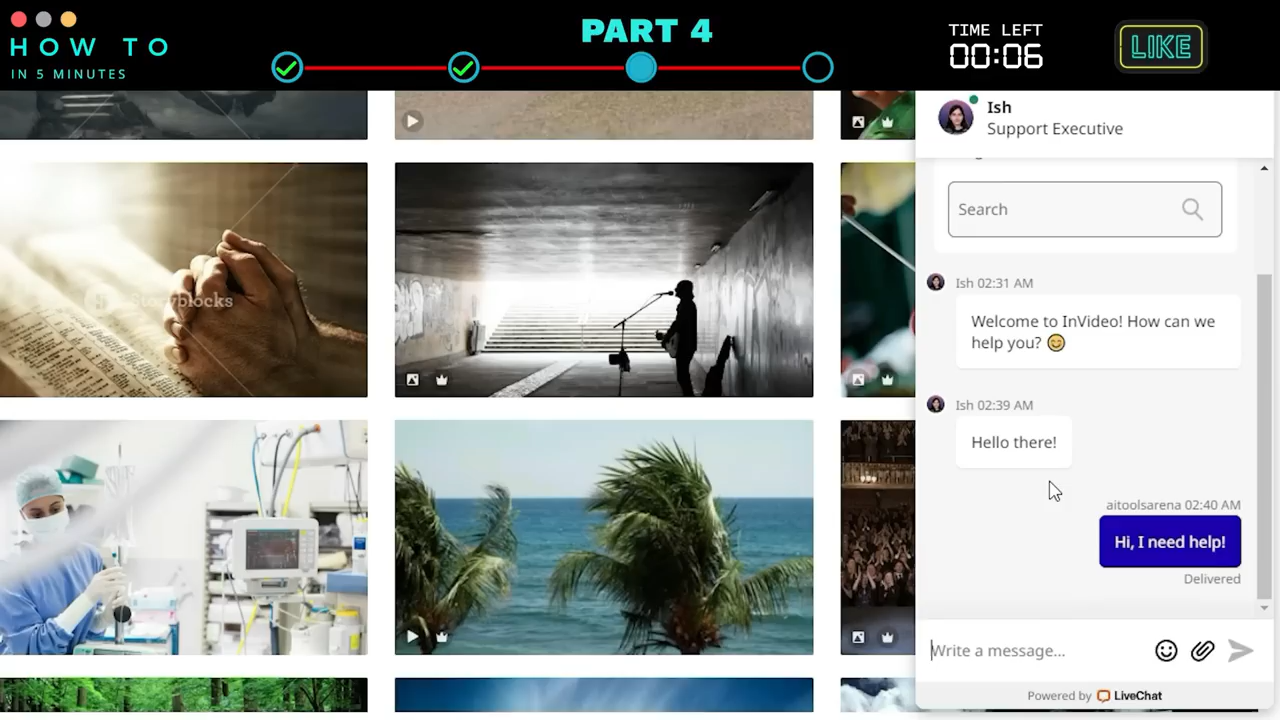 HOW TO
IN 5 MINUTES
PART 4
TIME LEFT
00:06
LIKE
Storyblocks
Ish
Support Executive
Search
Ish 02:31 AM
Welcome to InVideo! How can we
help you? 😊
Ish 02:39 AM
Hello there!
aitoolsarena 02:40 AM
Hi, I need help!
Delivered
Write a message...
Powered by LiveChat